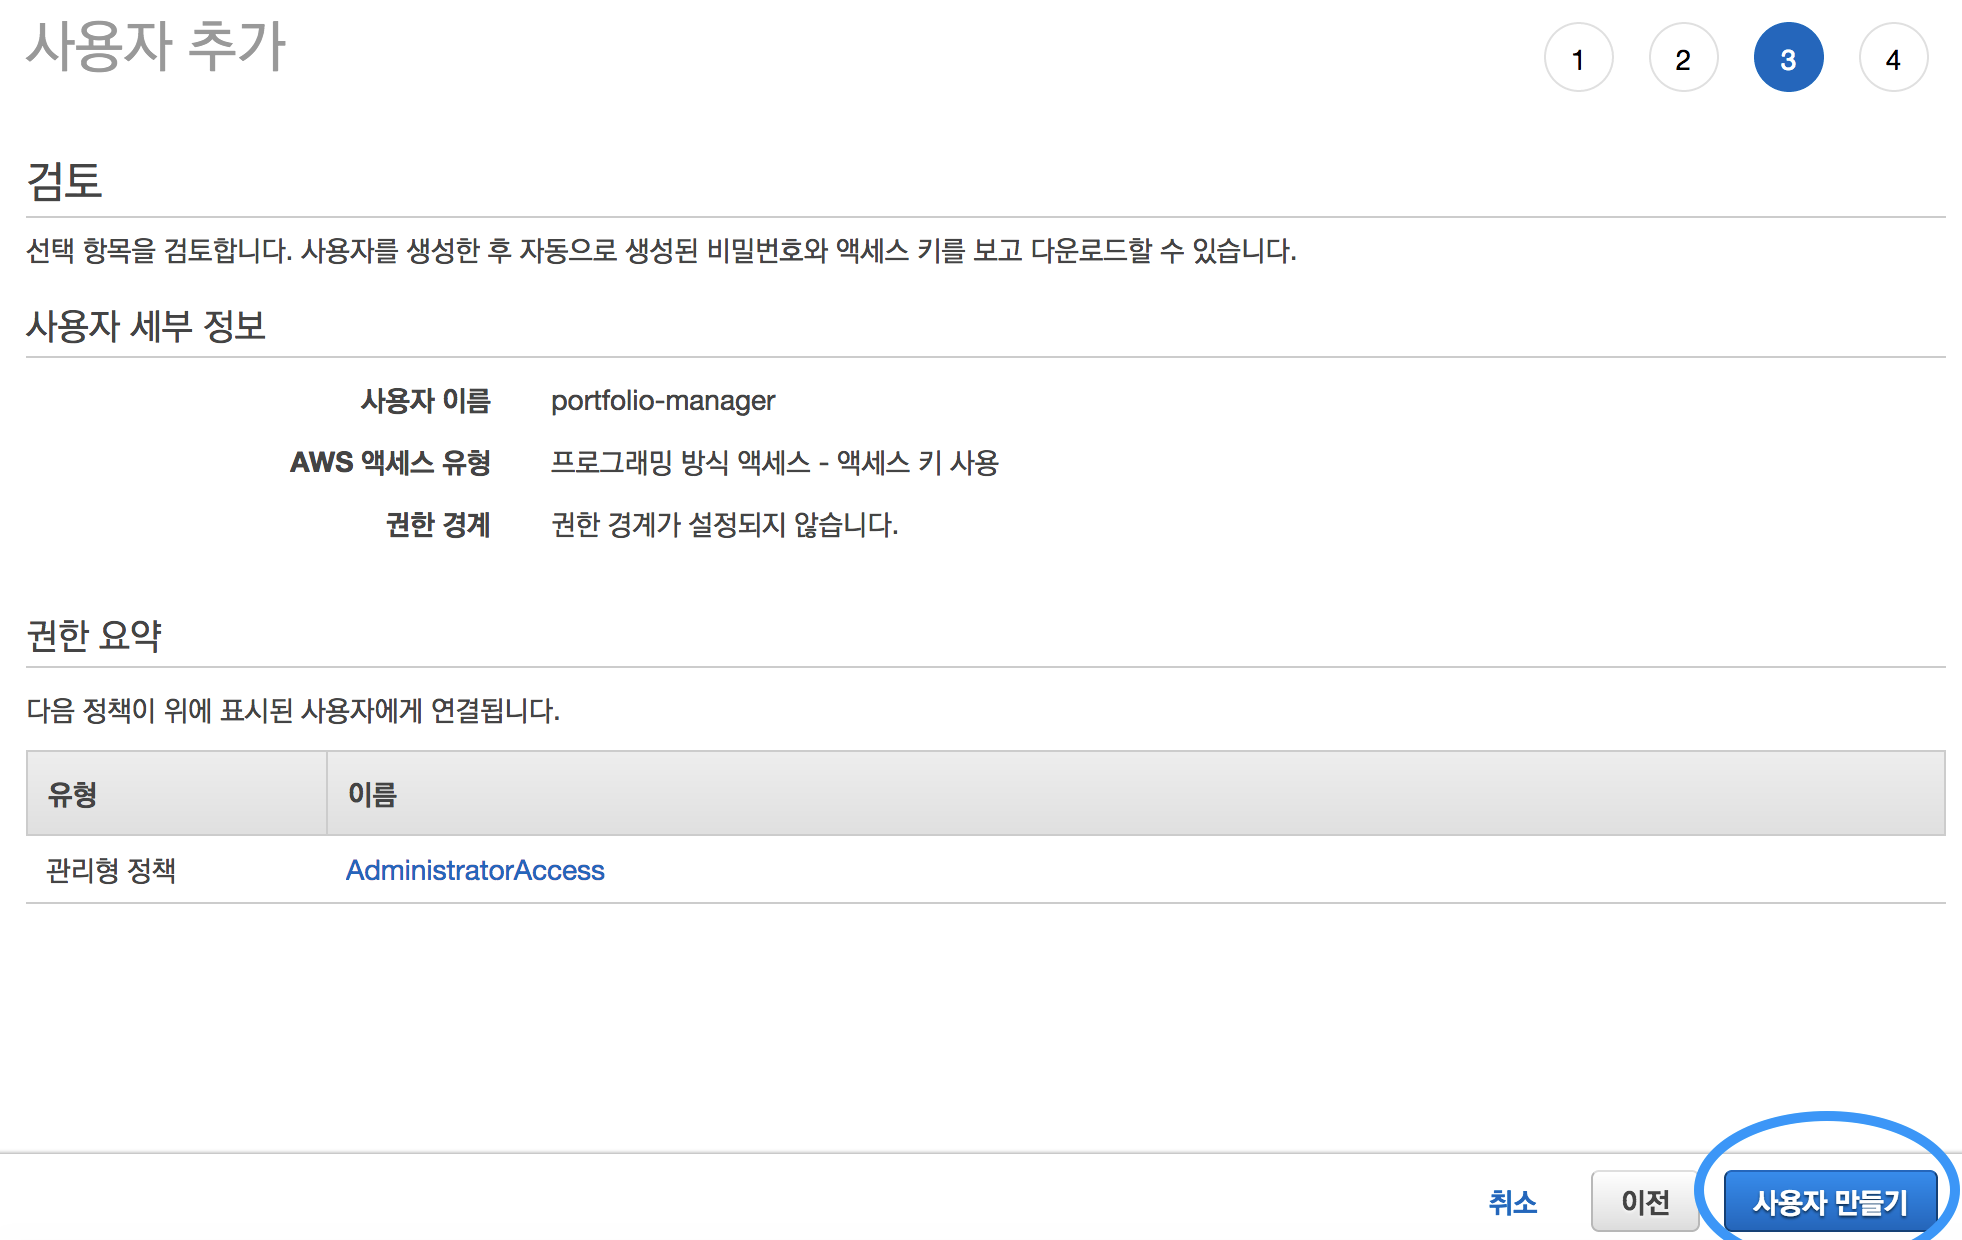 사용자 추가
1 2 3 4
검토
선택 항목을 검토합니다. 사용자를 생성한 후 자동으로 생성된 비밀번호와 액세스 키를 보고 다운로드할 수 있습니다.
사용자 세부 정보
사용자 이름 portfolio-manager
AWS 액세스 유형 프로그래밍 방식 액세스 - 액세스 키 사용
권한 경계 권한 경계가 설정되지 않습니다.
권한 요약
다음 정책이 위에 표시된 사용자에게 연결됩니다.
유형 이름
관리형 정책 AdministratorAccess
취소 이전 사용자 만들기